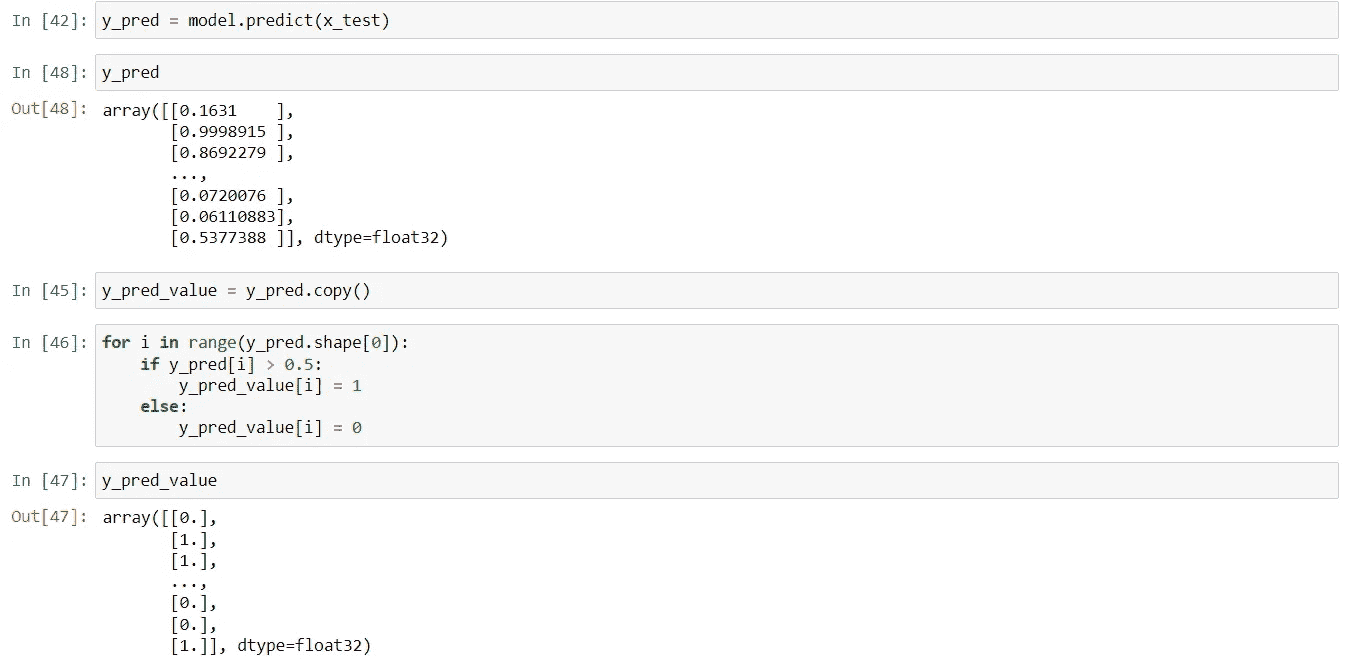 In [42]: y_pred = model.predict(x_test)
In [48]: y_pred
Out[48]: array([[0.1631    ],
       [0.9998915 ],
       [0.8692279 ],
       ...,
       [0.0720076 ],
       [0.06110883],
       [0.5377388 ]], dtype=float32)
In [45]: y_pred_value = y_pred.copy()
In [46]: for i in range(y_pred.shape[0]):
    if y_pred[i] > 0.5:
        y_pred_value[i] = 1
    else:
        y_pred_value[i] = 0
In [47]: y_pred_value
Out[47]: array([[0.],
       [1.],
       [1.],
       ...,
       [0.],
       [0.],
       [1.]], dtype=float32)